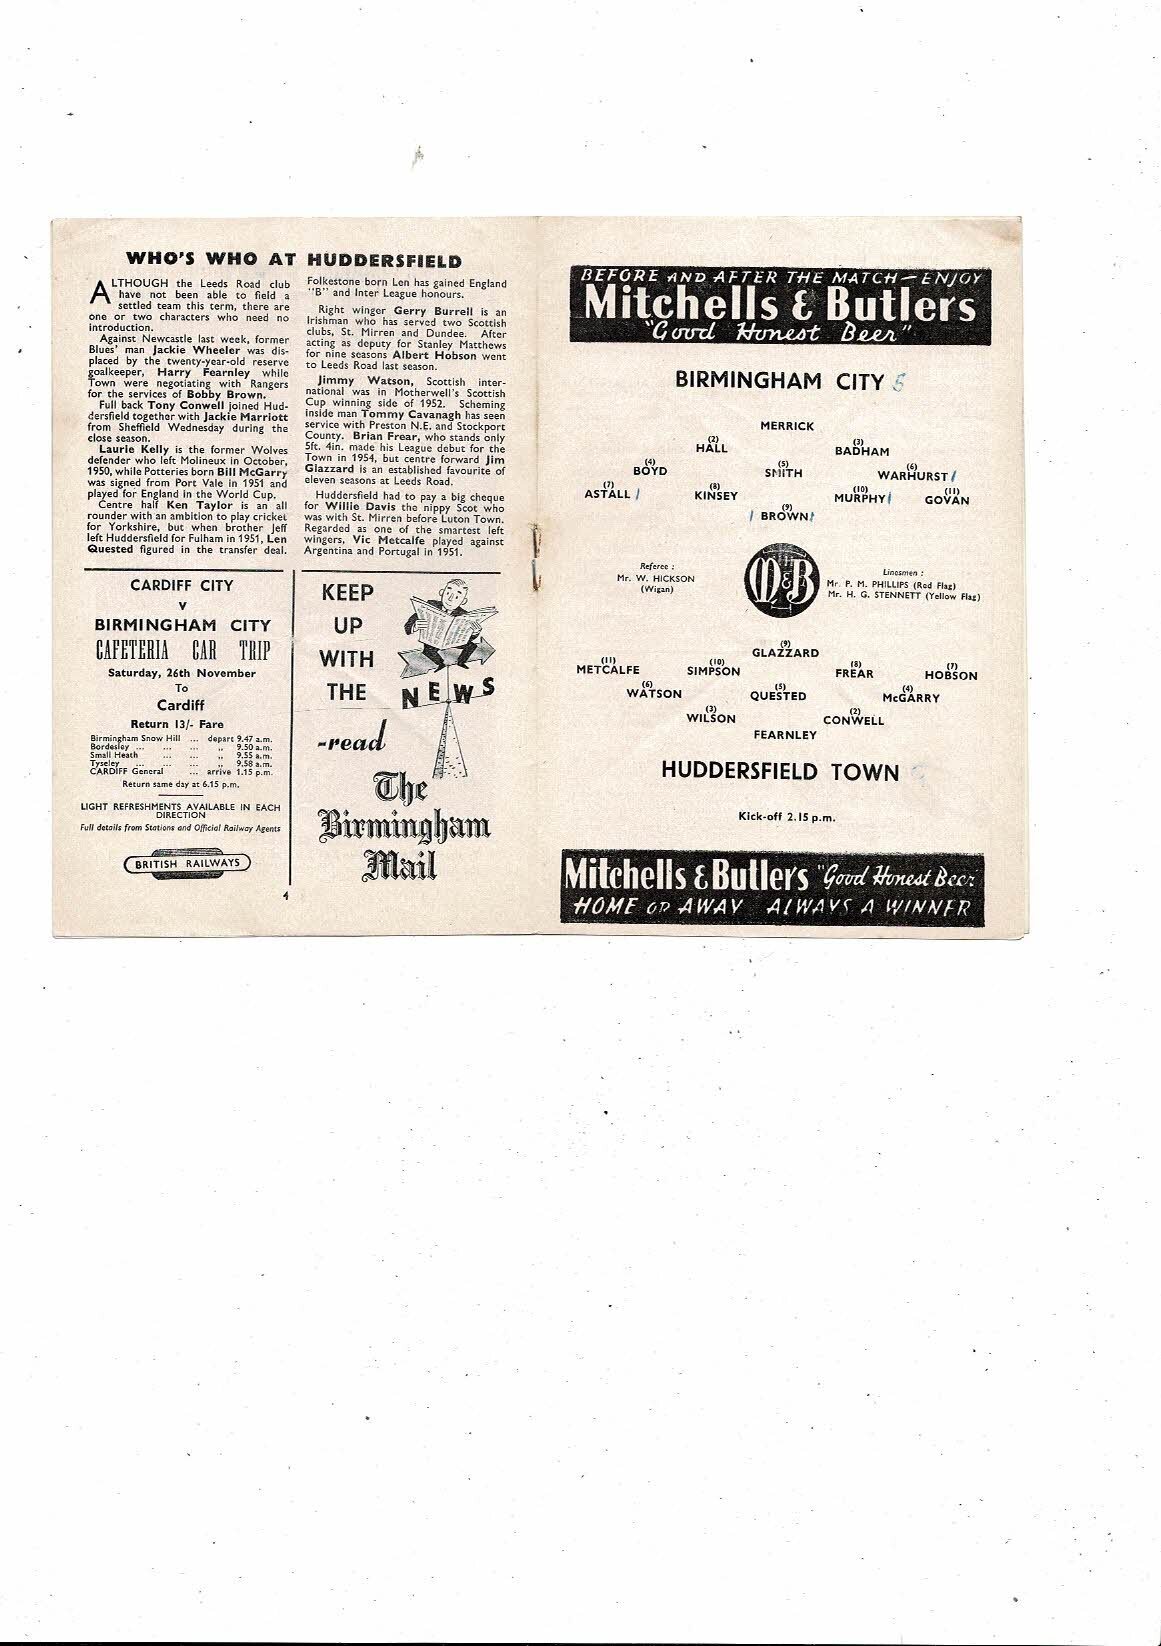 WHO'S WHO AT HUDDERSFIELD
ALTHOUGH the Leeds Road club
have not been able to field a
settled team this term, there are
one or two characters who need no
introduction.
Against Newcastle last week, former
Blues' man Jackie Wheeler was dis-
placed by the twenty-year-old reserve
goalkeeper, Harry Fearnley while
Town were negotiating with Rangers
for the services of Bobby Brown.
Full back Tony Conwell joined Hud-
dersfield together with Jackie Marriott
from Sheffield Wednesday during the
close season.
Laurie Kelly is the former Wolves
defender who left Molineux in October,
1950, while Potteries born Bill McGarry
was signed from Port Vale in 1951 and
played for England in the World Cup.
Centre half Ken Taylor is an all
rounder with an ambition to play cricket
for Yorkshire, but when brother Jeff
left Huddersfield for Fulham in 1951, Len
Quested figured in the transfer deal.
Folkestone born Len has gained England
"B" and Inter League honours.
Right winger Gerry Burrell is an
Irishman who has served two Scottish
clubs, St. Mirren and Dundee. After
acting as deputy for Stanley Matthews
for nine seasons Albert Hobson went
to Leeds Road last season.
Jimmy Watson, Scottish inter-
national was in Motherwell's Scottish
Cup winning side of 1952. Scheming
inside man Tommy Cavanagh has seen
service with Preston N.E. and Stockport
County. Brian Frear, who stands only
5ft. 4in. made his League debut for the
Town in 1954, but centre forward Jim
Glazzard is an established favourite of
eleven seasons at Leeds Road.
Huddersfield had to pay a big cheque
for Willie Davis the nippy Scot who
was with St. Mirren before Luton Town.
Regarded as one of the smartest left
wingers, Vic Metcalfe played against
Argentina and Portugal in 1951.
CARDIFF CITY
v
BIRMINGHAM CITY
CAFETERIA CAR TRIP
Saturday, 26th November
To
Cardiff
Return 13/- Fare
Birmingham Snow Hill ... depart 9.47 a.m.
Bordesley ... ... ... ,, 9.50 a.m.
Small Heath ... ... ,, 9.55 a.m.
Tyseley ... ... ... ,, 9.58 a.m.
CARDIFF General ... arrive 1.15 p.m.
Return same day at 6.15 p.m.
LIGHT REFRESHMENTS AVAILABLE IN EACH
DIRECTION
Full details from Stations and Official Railway Agents
BRITISH RAILWAYS
KEEP
UP
WITH
THE
NEWS
-read
The
Birmingham
Mail
4
BEFORE AND AFTER THE MATCH - ENJOY
Mitchells & Butlers
"Good Honest Beer"
BIRMINGHAM CITY 5
MERRICK
(2) (3)
HALL BADHAM
(4) (5) (6)
BOYD SMITH WARHURST /
(7) (8) (10) (11)
ASTALL / KINSEY MURPHY / GOVAN
(9)
/ BROWN /
Referee :
Mr. W. HICKSON
(Wigan)
M&B
Linesmen :
Mr. P. M. PHILLIPS (Red Flag)
Mr. H. G. STENNETT (Yellow Flag)
(9)
GLAZZARD
(11) (10) (8) (7)
METCALFE SIMPSON FREAR HOBSON
(6) (5) (4)
WATSON QUESTED McGARRY
(3) (2)
WILSON CONWELL
FEARNLEY
HUDDERSFIELD TOWN
Kick-off 2.15 p.m.
Mitchells & Butlers "Good Honest Beer"
HOME OR AWAY ALWAYS A WINNER